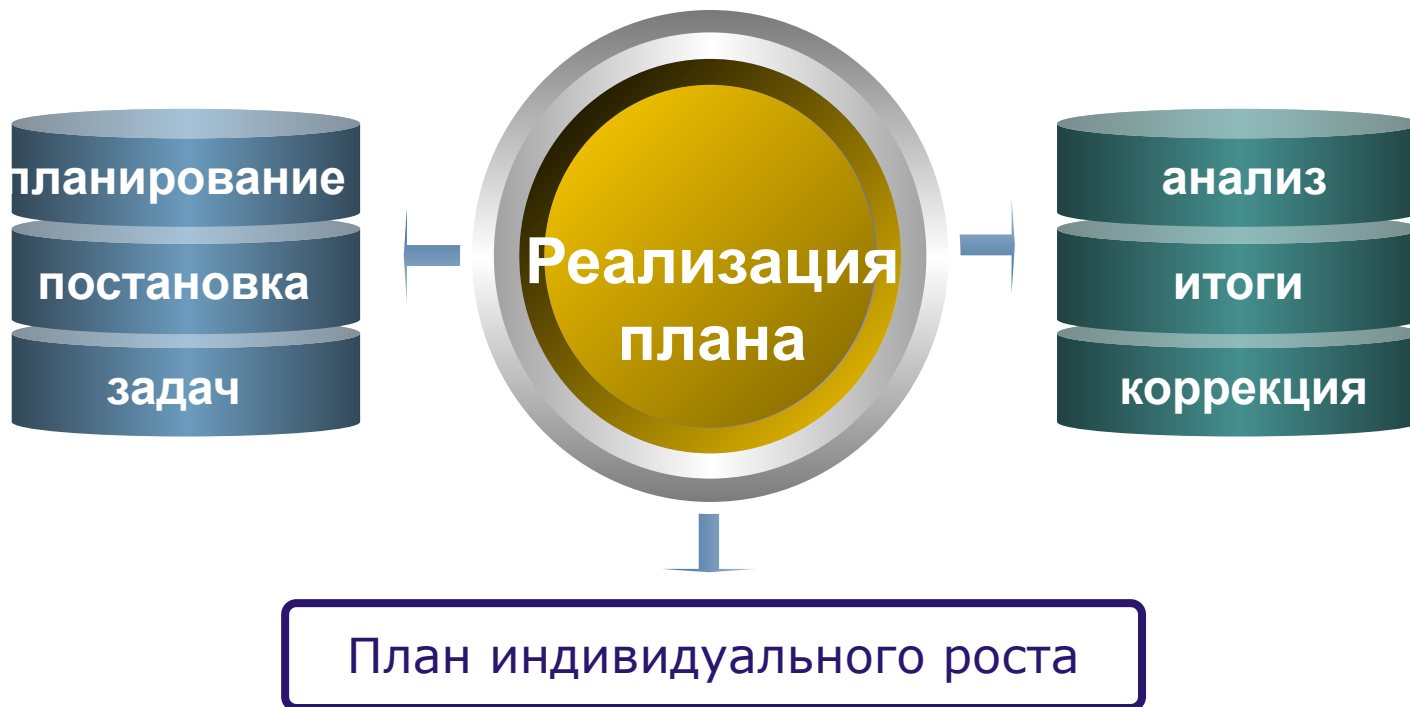 планирование
постановка
задач
Реализация
плана
анализ
итоги
коррекция
План индивидуального роста